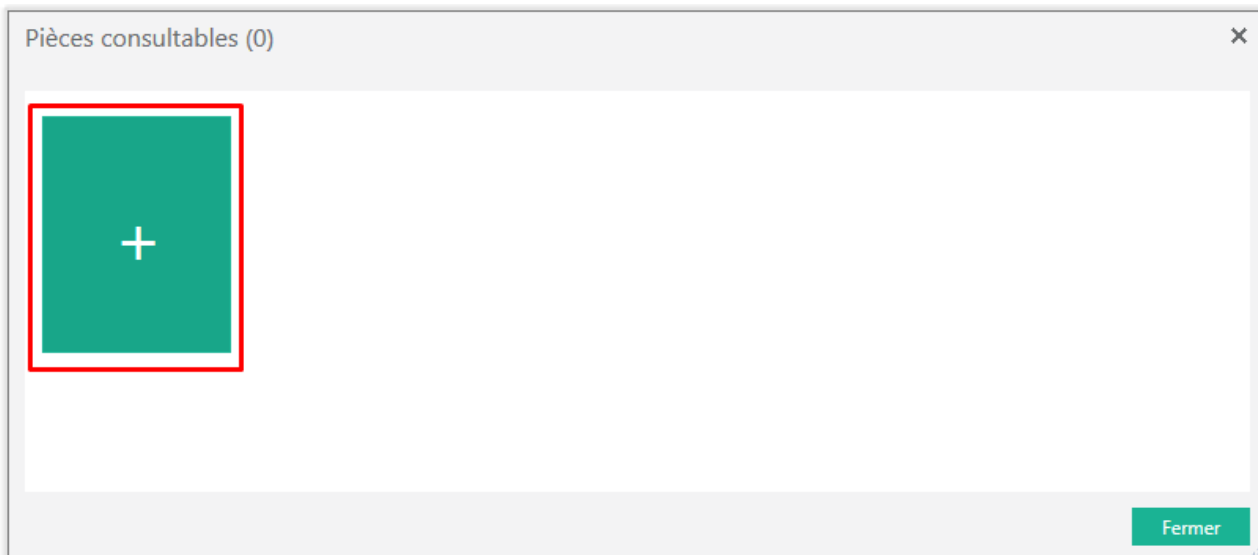 Pièces consultables (0)
+
Fermer